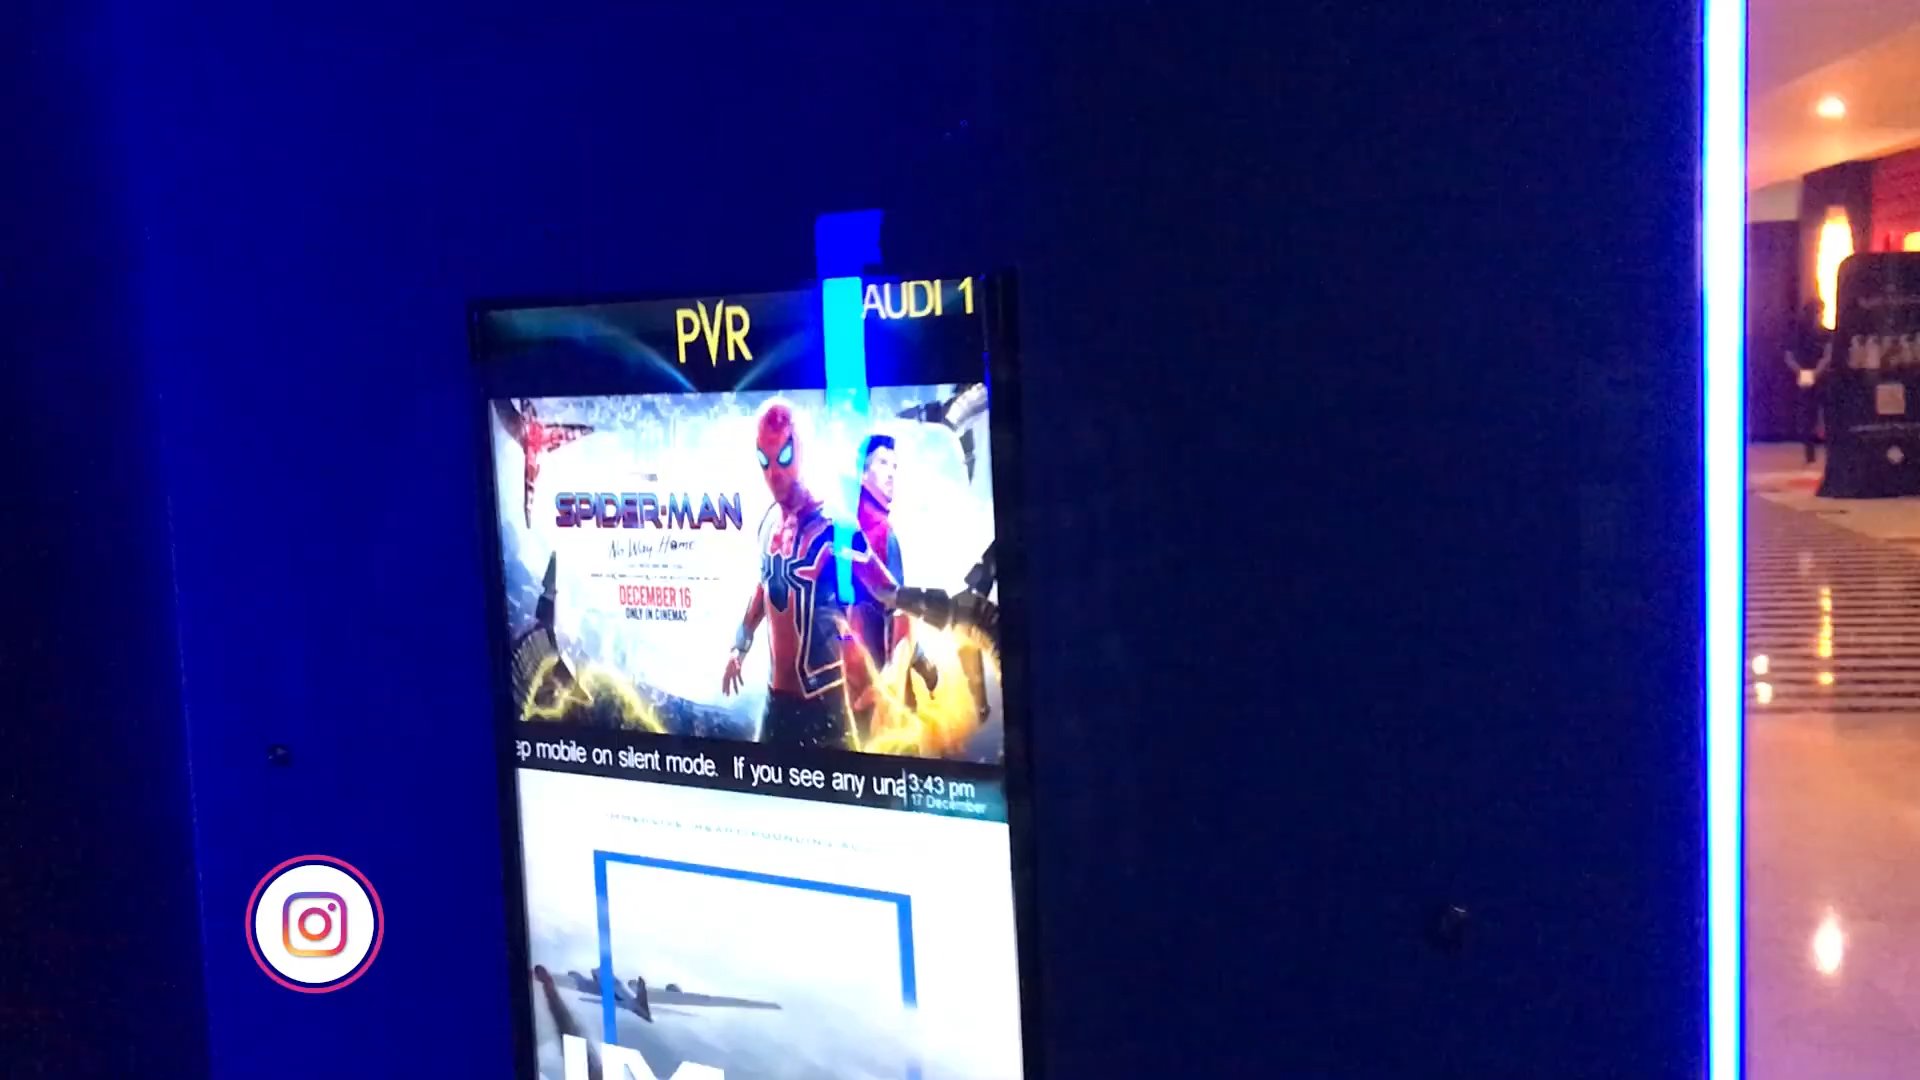 PVR
AUDI 1
SPIDER-MAN
No Way Home
DECEMBER 16
ONLY IN CINEMAS
ep mobile on silent mode. If you see any una
3:43 pm
17 December